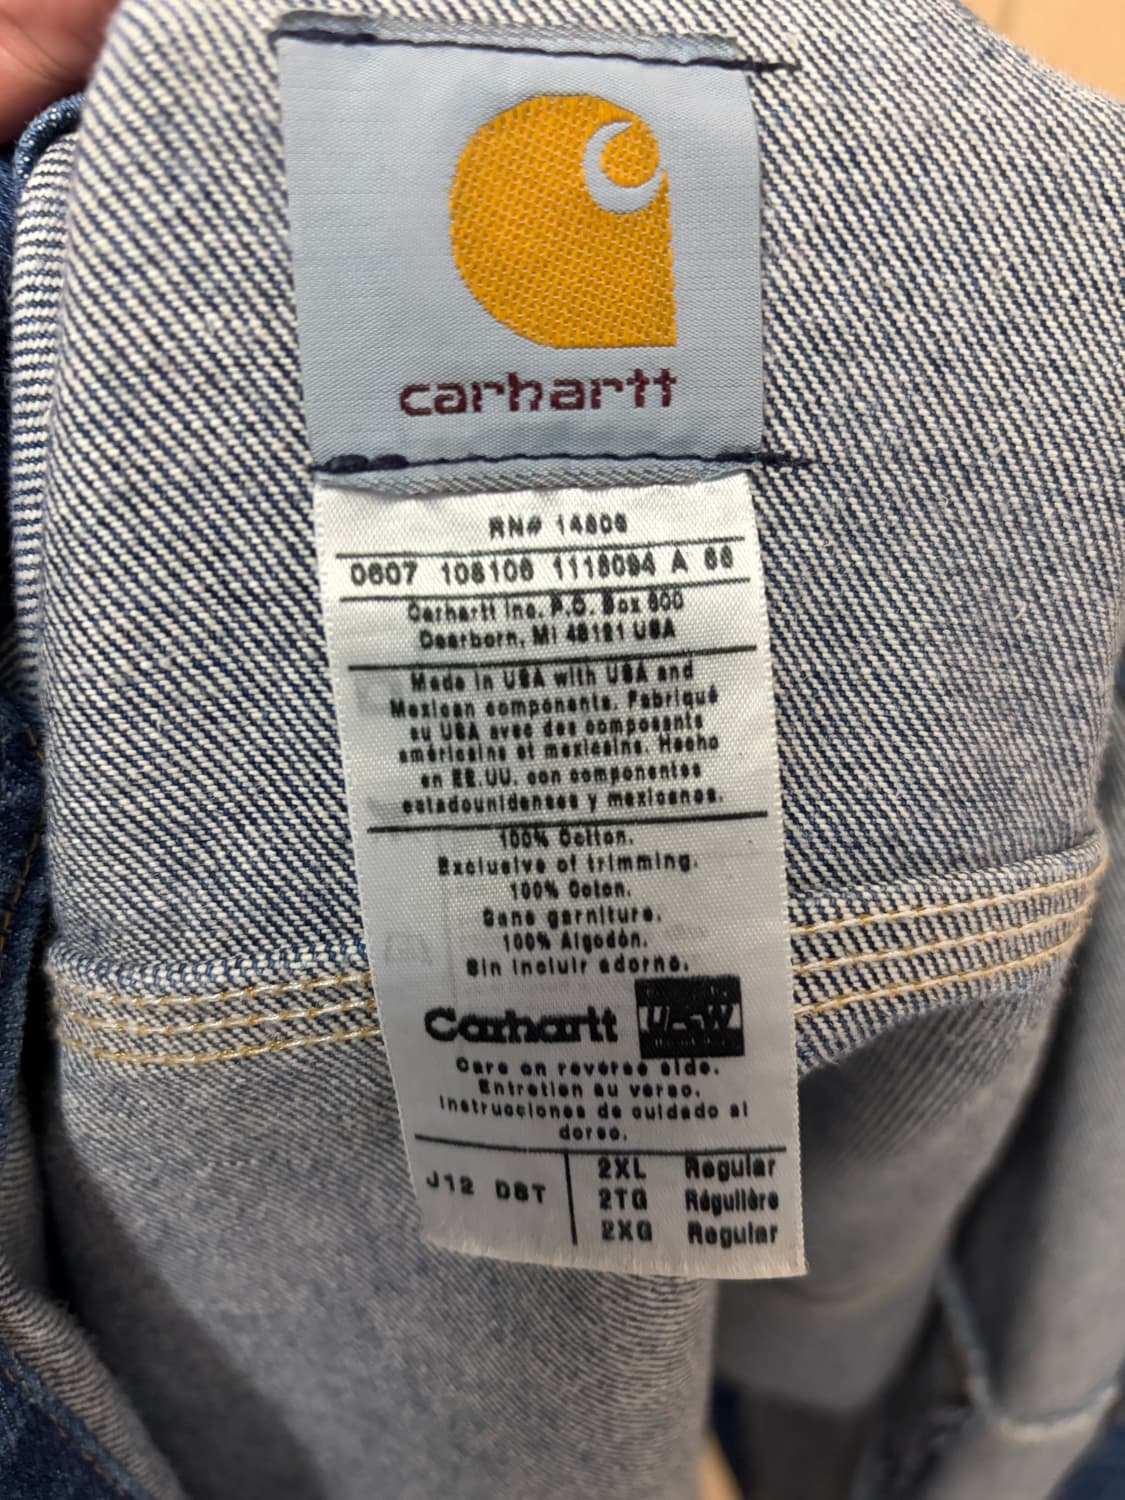 carhartt
RN# 14806
0607 108106 1118094 A 66
Carhartt Inc. P.O. Box 600
Dearborn, MI 48121 USA
Made in USA with USA and
Mexican components. Fabriqué
au USA avec des composants
américains et mexicains. Hecho
en EE.UU. con componentes
estadounidenses y mexicanos.
100% Cotton.
Exclusive of trimming.
100% Coton.
Sans garniture.
100% Algodón.
Sin incluir adorno.
Carhartt
Care on reverse side.
Entretien au verso.
Instrucciones de cuidado al
dorso.
J12 DST 2XL Regular
2TG Régulière
2XG Regular